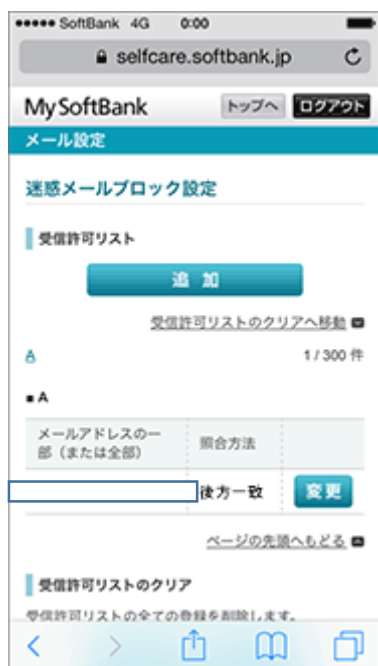 SoftBank 4G 0:00
selfcare.softbank.jp
My SoftBank トップへ ログアウト
メール設定
迷惑メールブロック設定
受信許可リスト
追加
受信許可リストのクリアへ移動
A 1 / 300 件
■ A
メールアドレスの一
部（または全部） 照合方法
後方一致 変更
ページの先頭へもどる
受信許可リストのクリア
受信許可リストの全ての登録を削除します。